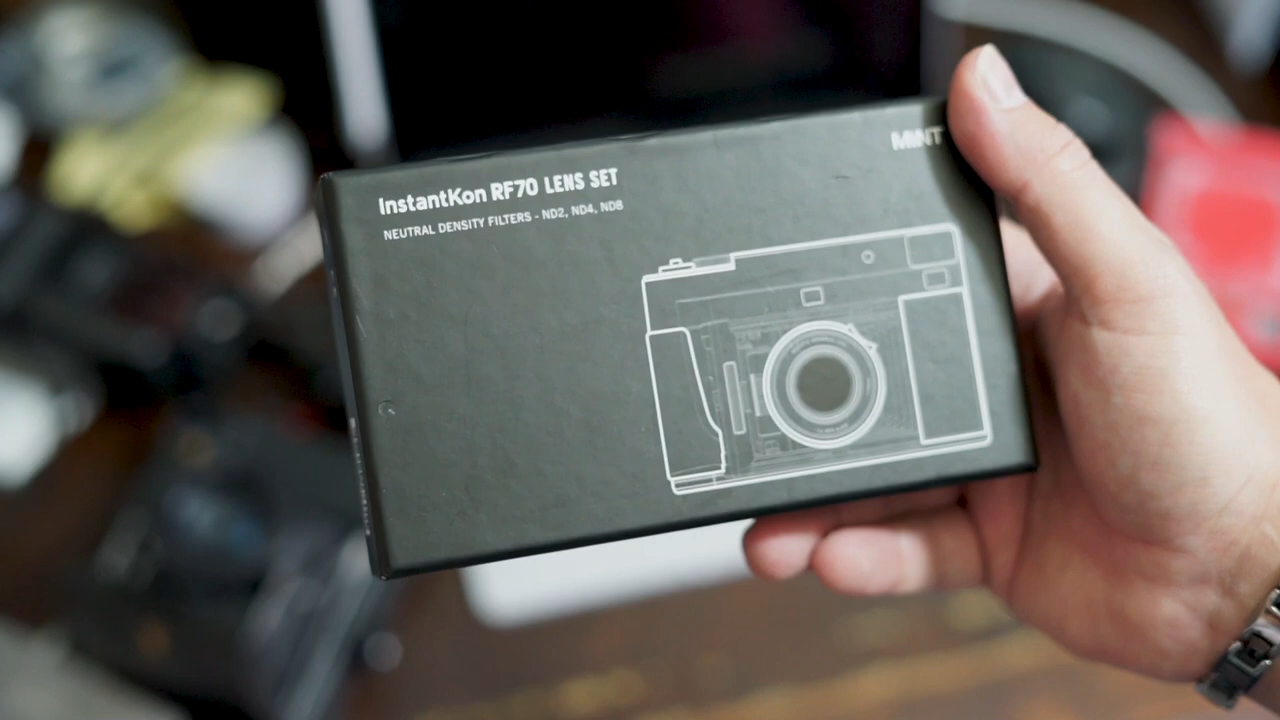 InstantKon RF70 LENS SET
NEUTRAL DENSITY FILTERS - ND2, ND4, ND8
MiNT